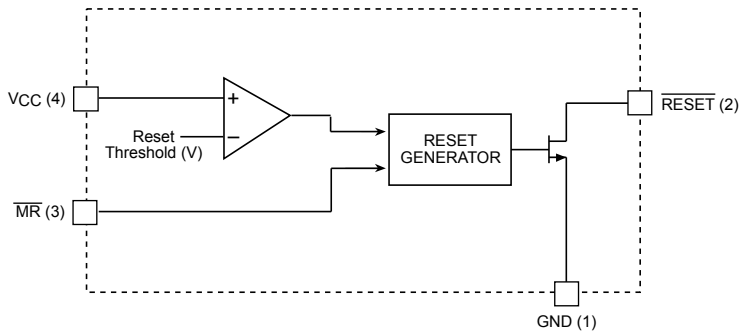 VCC (4)
+
Reset
Threshold (V)
–
RESET
GENERATOR
RESET (2)
MR (3)
GND (1)